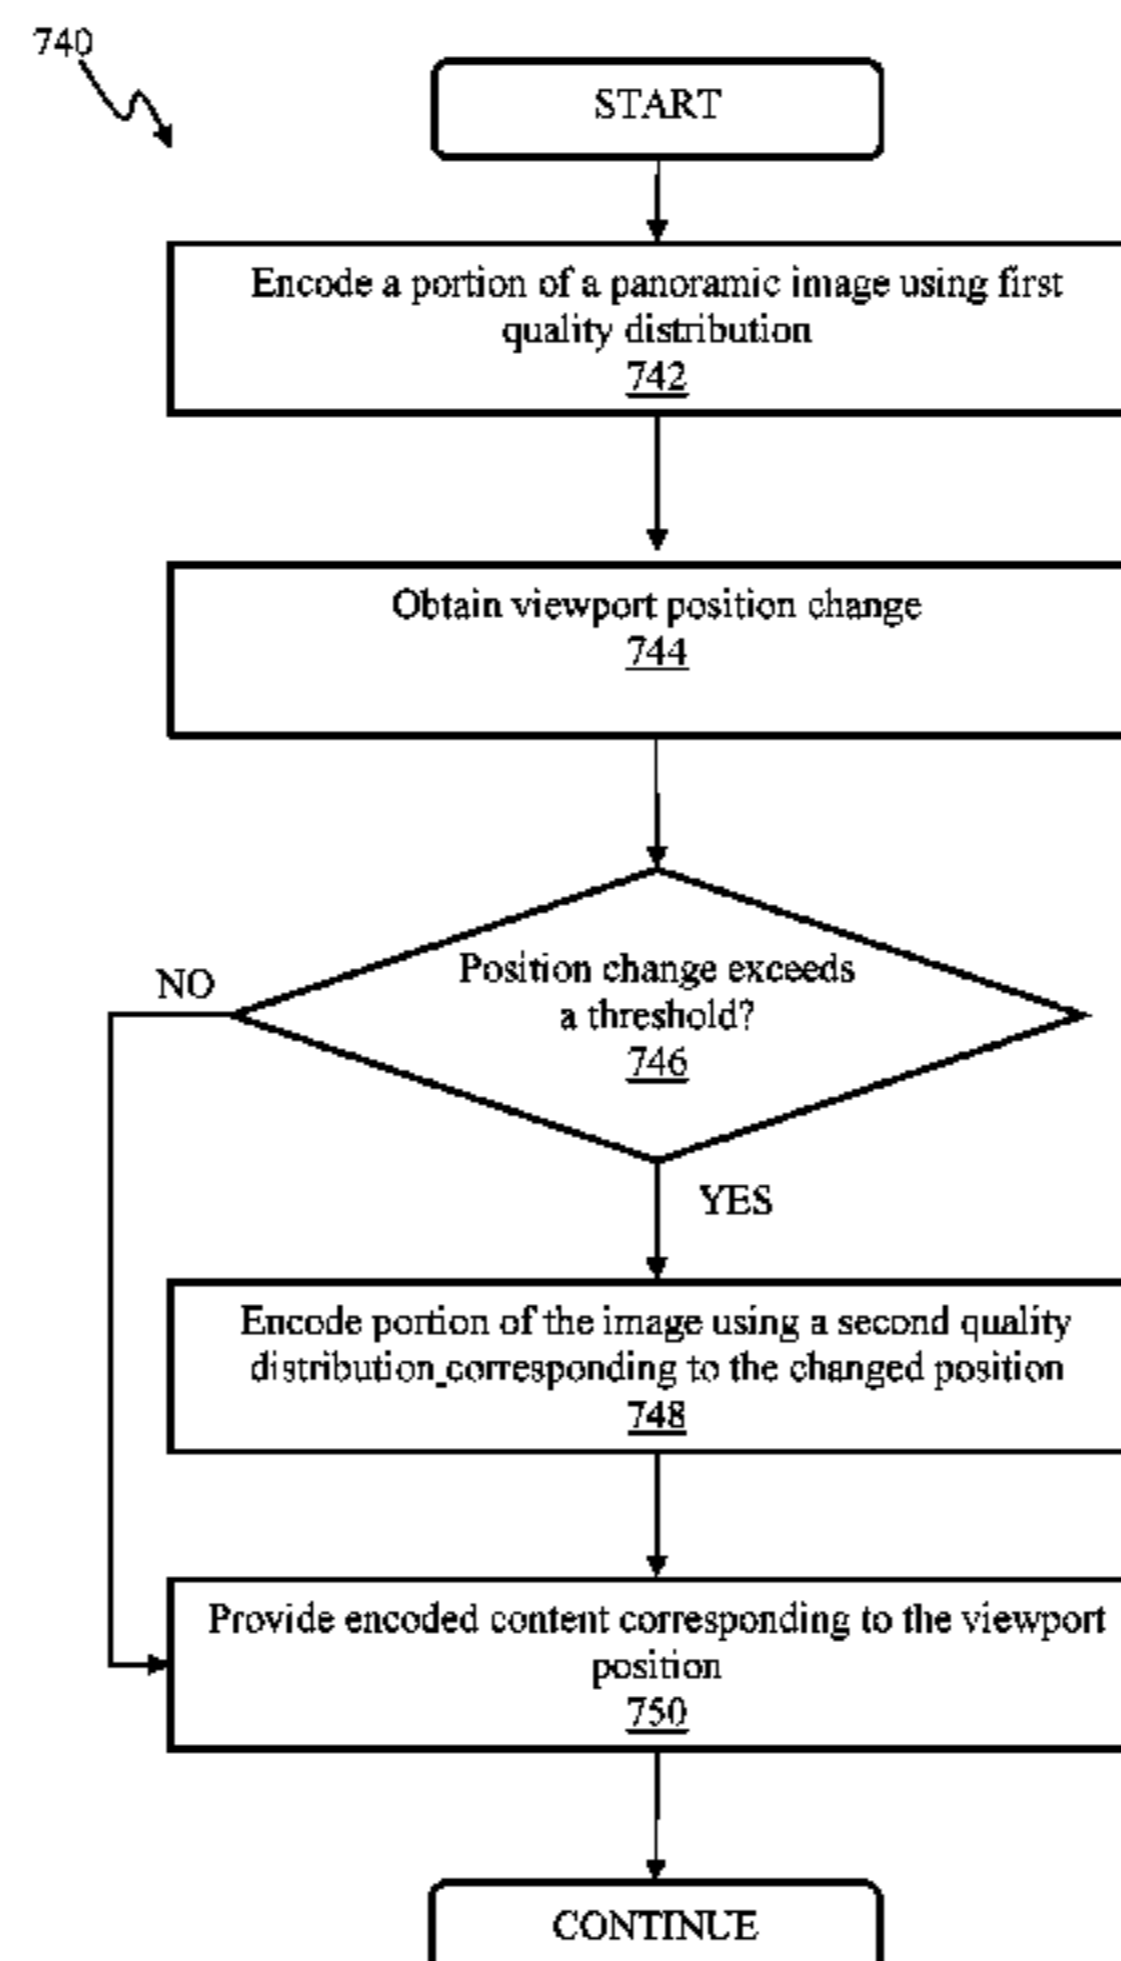 740
START
Encode a portion of a panoramic image using first
quality distribution
742
Obtain viewport position change
744
Position change exceeds
a threshold?
746
NO
YES
Encode portion of the image using a second quality
distribution corresponding to the changed position
748
Provide encoded content corresponding to the viewport
position
750
CONTINUE